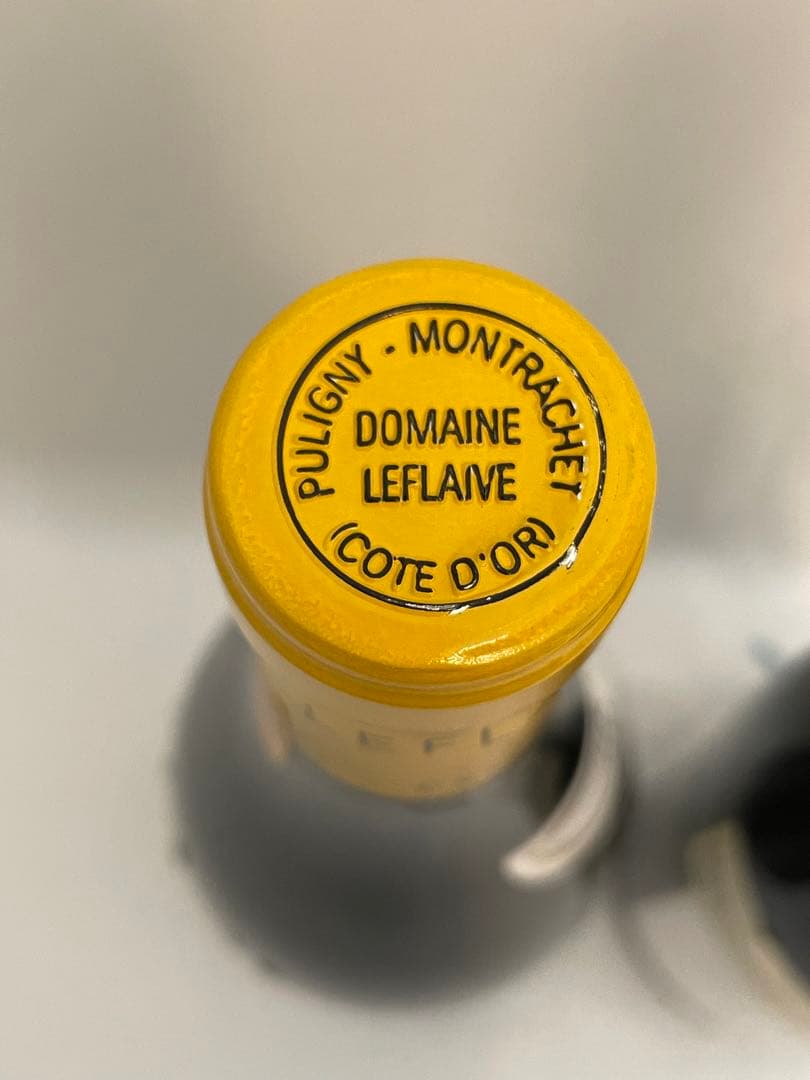 PULIGNY - MONTRACHET
DOMAINE
LEFLAIVE
(COTE D'OR)